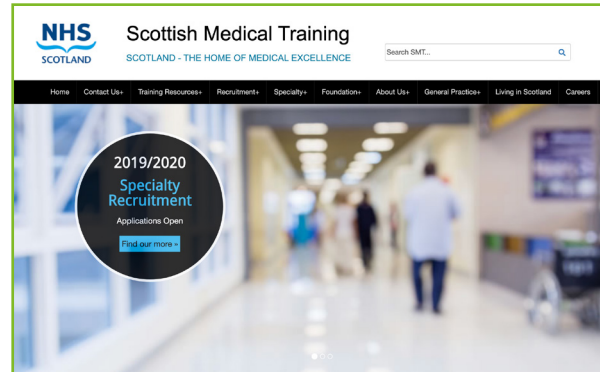 NHS
SCOTLAND
Scottish Medical Training
SCOTLAND - THE HOME OF MEDICAL EXCELLENCE
Search SMT...
Home Contact Us+ Training Resources+ Recruitment+ Specialty+ Foundation+ About Us+ General Practice+ Living in Scotland Careers
2019/2020
Specialty
Recruitment
Applications Open
Find our more »